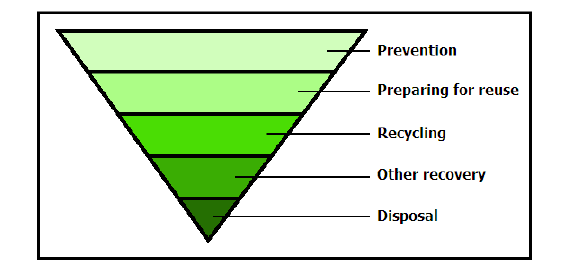 Prevention
Preparing for reuse
Recycling
Other recovery
Disposal